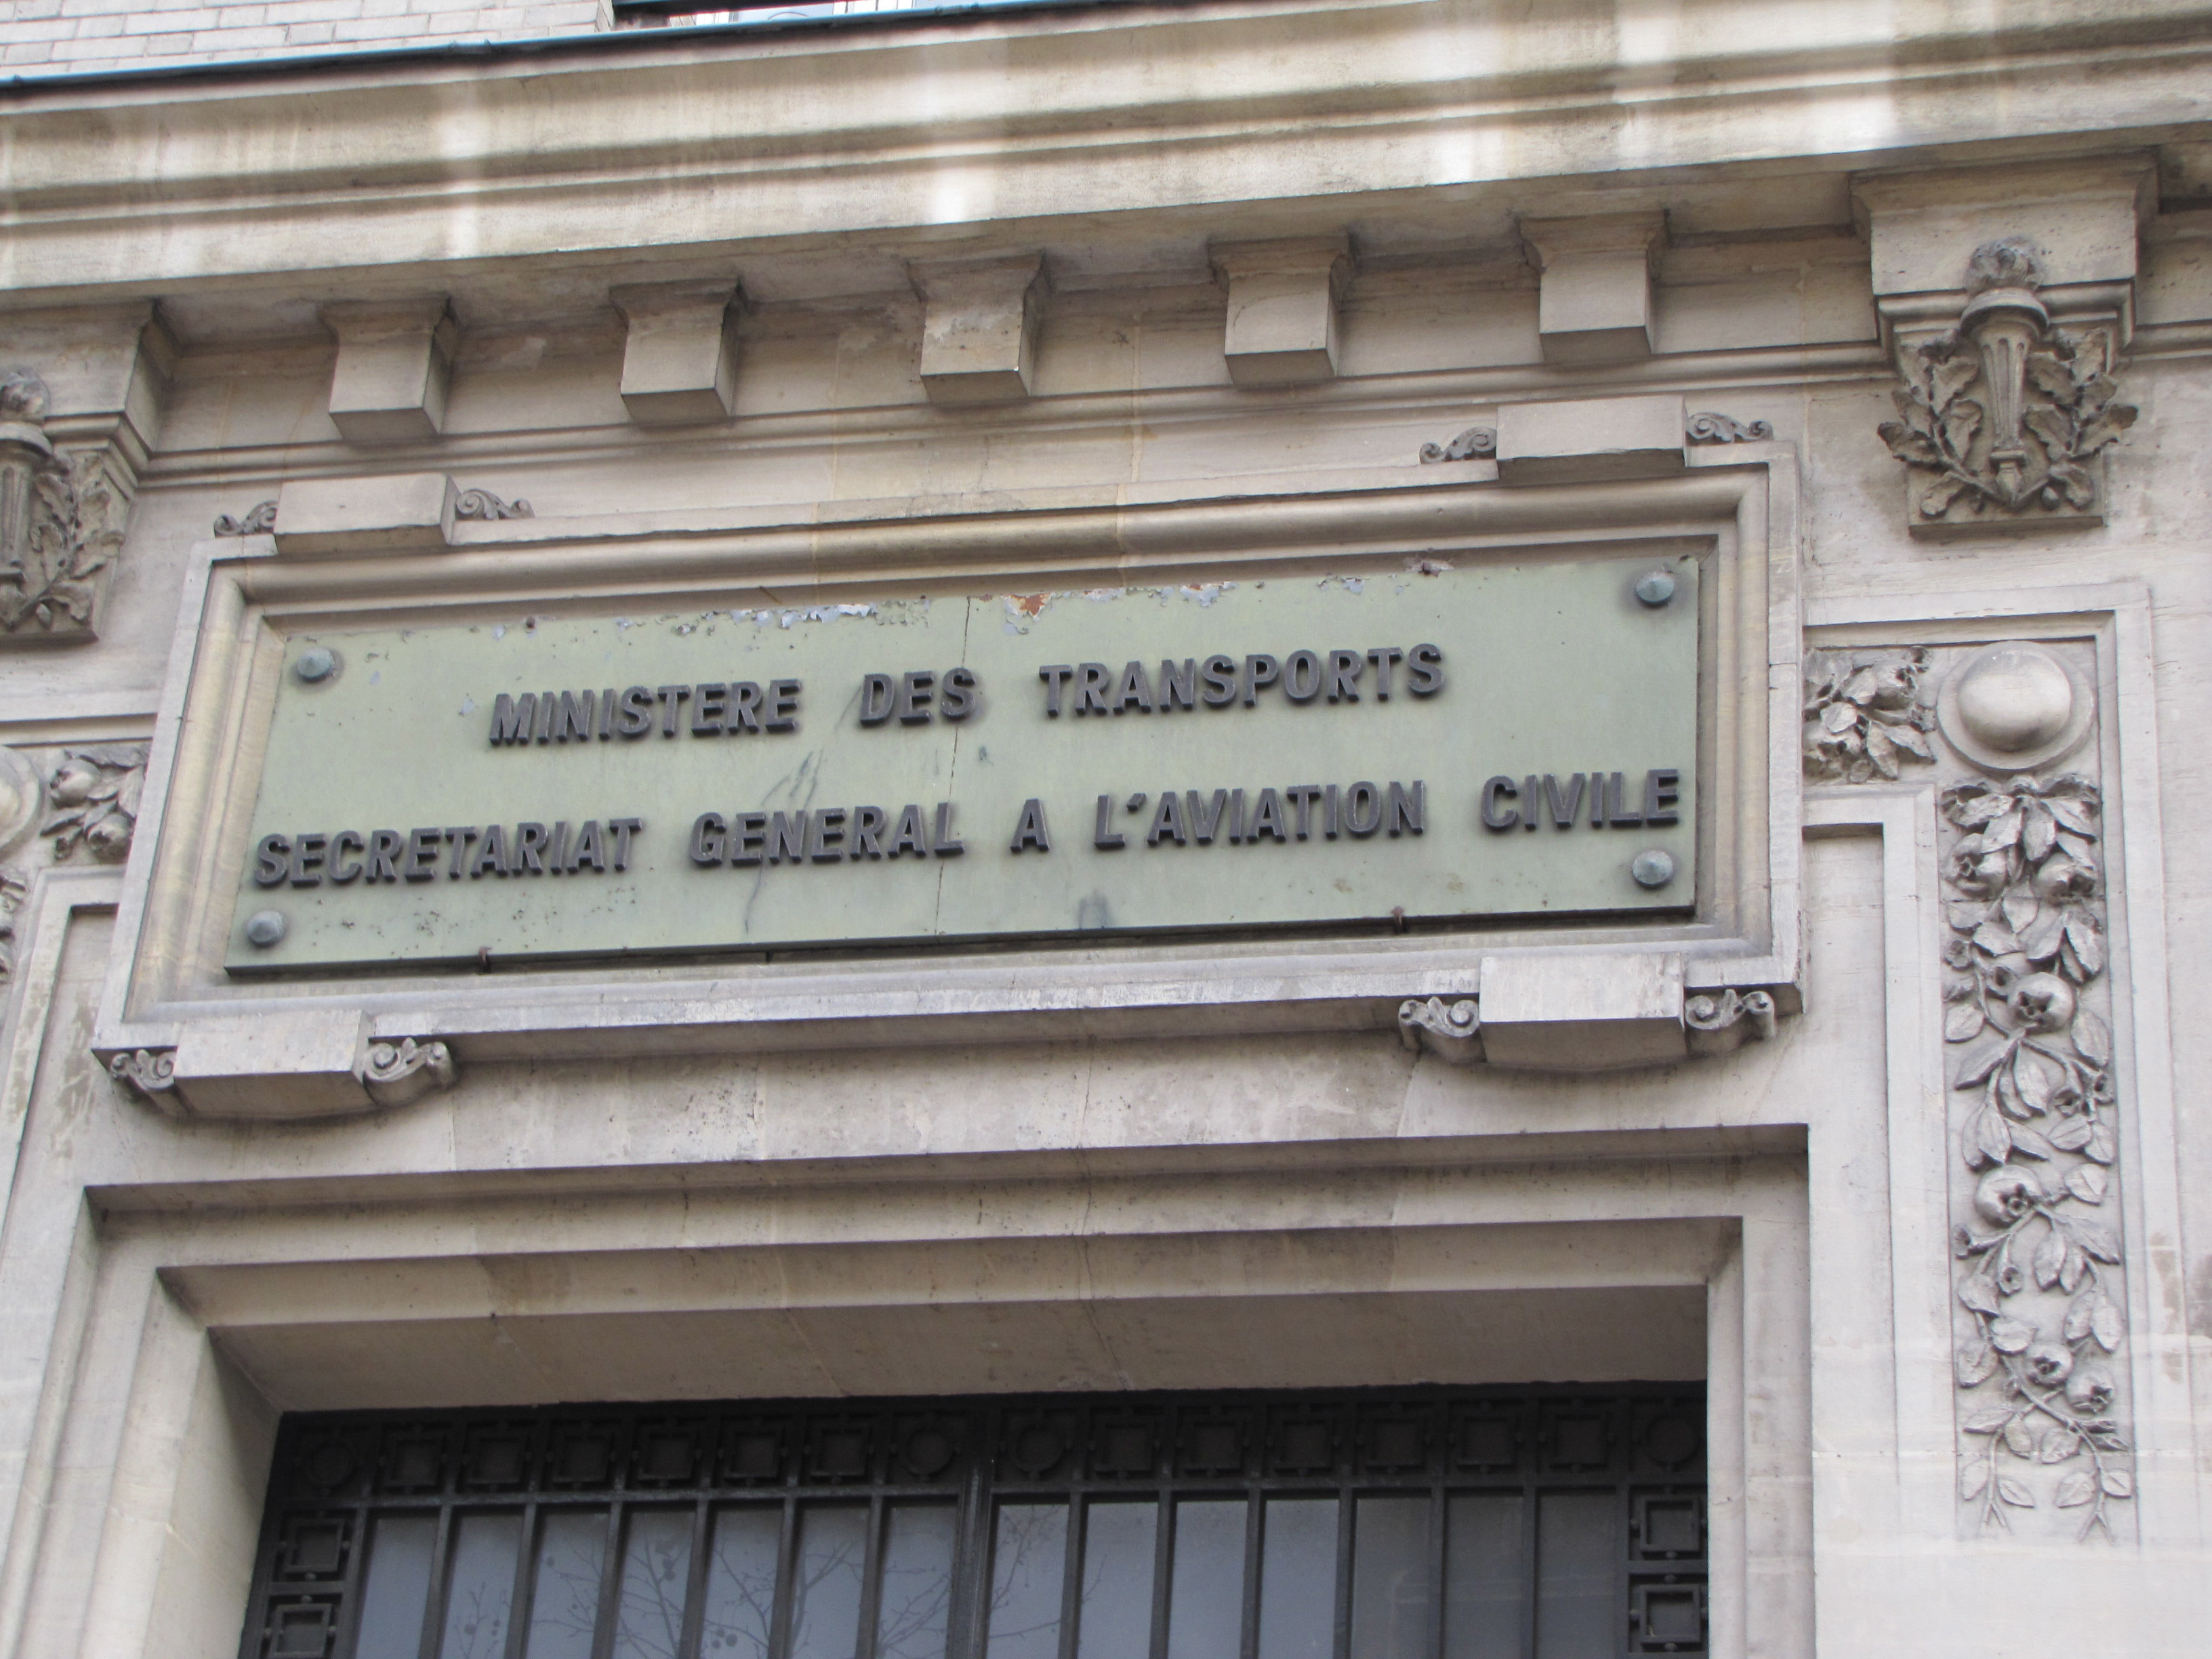 MINISTERE DES TRANSPORTS
SECRETARIAT GENERAL A L'AVIATION CIVILE